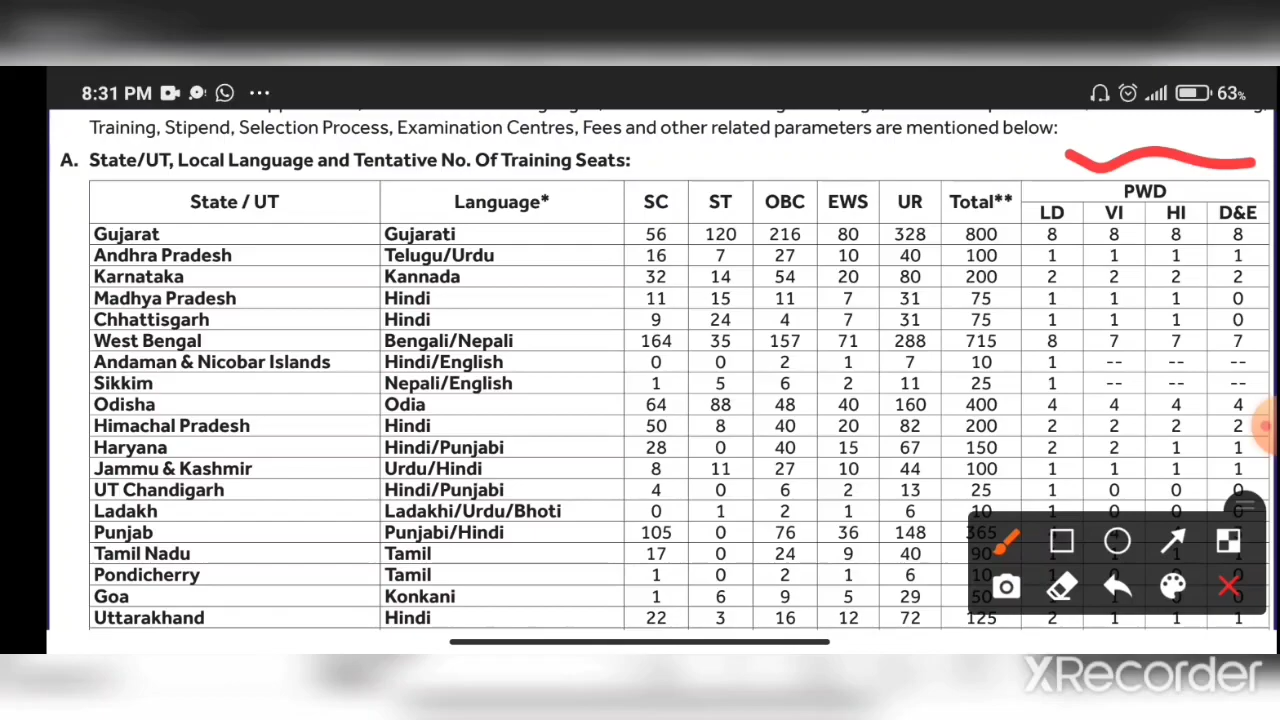 8:31 PM ... 63%
Training, Stipend, Selection Process, Examination Centres, Fees and other related parameters are mentioned below:
A. State/UT, Local Language and Tentative No. Of Training Seats:
State / UT Language* SC ST OBC EWS UR Total** PWD
LD VI HI D&E
Gujarat Gujarati 56 120 216 80 328 800 8 8 8 8
Andhra Pradesh Telugu/Urdu 16 7 27 10 40 100 1 1 1 1
Karnataka Kannada 32 14 54 20 80 200 2 2 2 2
Madhya Pradesh Hindi 11 15 11 7 31 75 1 1 1 0
Chhattisgarh Hindi 9 24 4 7 31 75 1 1 1 0
West Bengal Bengali/Nepali 164 35 157 71 288 715 8 7 7 7
Andaman & Nicobar Islands Hindi/English 0 0 2 1 7 10 1 -- -- --
Sikkim Nepali/English 1 5 6 2 11 25 1 -- -- --
Odisha Odia 64 88 48 40 160 400 4 4 4 4
Himachal Pradesh Hindi 50 8 40 20 82 200 2 2 2 2
Haryana Hindi/Punjabi 28 0 40 15 67 150 2 2 1 1
Jammu & Kashmir Urdu/Hindi 8 11 27 10 44 100 1 1 1 1
UT Chandigarh Hindi/Punjabi 4 0 6 2 13 25 1 0 0 0
Ladakh Ladakhi/Urdu/Bhoti 0 1 2 1 6 10 1 0 0 0
Punjab Punjabi/Hindi 105 0 76 36 148 365
Tamil Nadu Tamil 17 0 24 9 40 90
Pondicherry Tamil 1 0 2 1 6 10
Goa Konkani 1 6 9 5 29 50
Uttarakhand Hindi 22 3 16 12 72 125 2 1 1 1
XRecorder